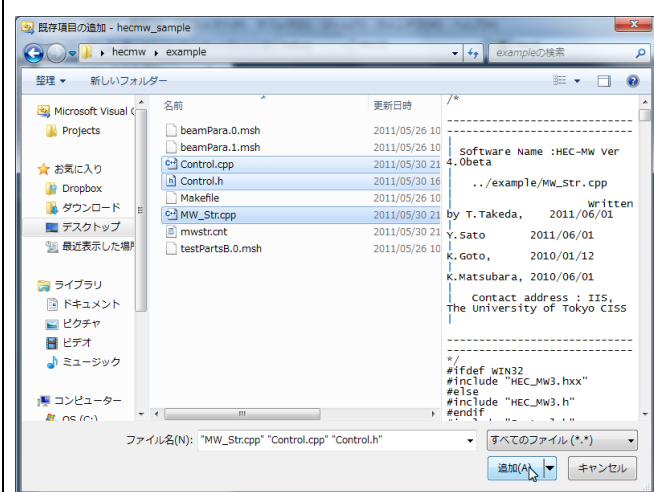 既存項目の追加 - hecmw_sample
hecmw example
exampleの検索
整理 新しいフォルダー
Microsoft Visual
Projects
お気に入り
Dropbox
ダウンロード
デスクトップ
最近表示した場所
ライブラリ
ドキュメント
ピクチャ
ビデオ
ミュージック
コンピューター
OS (C:)
名前 更新日時
beamPara.0.msh 2011/05/26 10
beamPara.1.msh 2011/05/26 10
Control.cpp 2011/05/30 21
Control.h 2011/05/30 16
Makefile 2011/05/26 10
MW_Str.cpp 2011/05/30 21
mwstr.cnt 2011/05/30 21
testPartsB.0.msh 2011/05/26 10
/*
--------------------------------
--------------------------------
|
| Software Name :HEC-MW Ver
4.0beta
|
| ../example/MW_Str.cpp
|
| Written
by T.Takeda, 2011/06/01
|
Y.Sato 2011/06/01
|
K.Goto, 2010/01/12
|
K.Matsubara, 2010/06/01
|
| Contact address : IIS,
The University of Tokyo CISS
|
--------------------------------
--------------------------------
*/
#ifdef WIN32
#include "HEC_MW3.hxx"
#else
#include "HEC_MW3.h"
#endif
ファイル名(N): "MW_Str.cpp" "Control.cpp" "Control.h" すべてのファイル (*.*)
追加(A) キャンセル